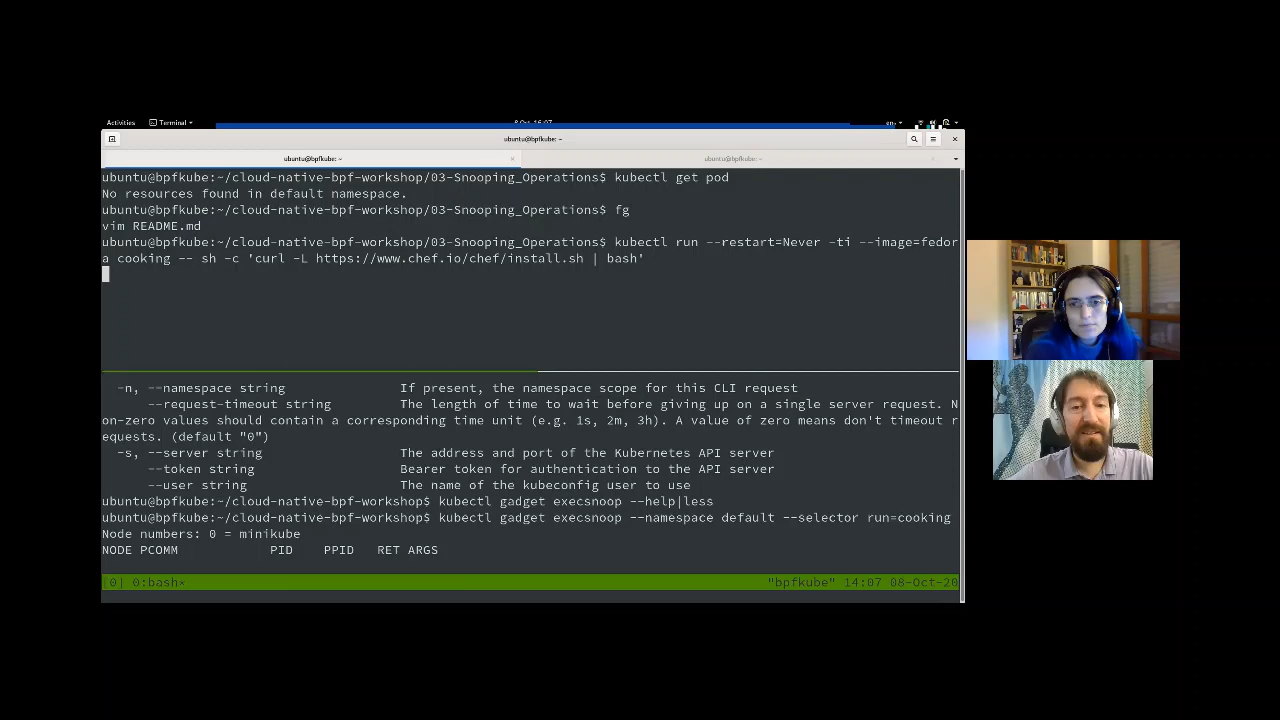 Activities Terminal 8 Oct 16:07 en
ubuntu@bpfkube: ~
ubuntu@bpfkube: ~ ubuntu@bpfkube: ~
ubuntu@bpfkube:~/cloud-native-bpf-workshop/03-Snooping_Operations$ kubectl get pod
No resources found in default namespace.
ubuntu@bpfkube:~/cloud-native-bpf-workshop/03-Snooping_Operations$ fg
vim README.md
ubuntu@bpfkube:~/cloud-native-bpf-workshop/03-Snooping_Operations$ kubectl run --restart=Never -ti --image=fedor
a cooking -- sh -c 'curl -L https://www.chef.io/chef/install.sh | bash'
-n, --namespace string If present, the namespace scope for this CLI request
--request-timeout string The length of time to wait before giving up on a single server request. N
on-zero values should contain a corresponding time unit (e.g. 1s, 2m, 3h). A value of zero means don't timeout r
equests. (default "0")
-s, --server string The address and port of the Kubernetes API server
--token string Bearer token for authentication to the API server
--user string The name of the kubeconfig user to use
ubuntu@bpfkube:~/cloud-native-bpf-workshop$ kubectl gadget execsnoop --help|less
ubuntu@bpfkube:~/cloud-native-bpf-workshop$ kubectl gadget execsnoop --namespace default --selector run=cooking
Node numbers: 0 = minikube
NODE PCOMM PID PPID RET ARGS
[0] 0:bash* "bpfkube" 14:07 08-Oct-20